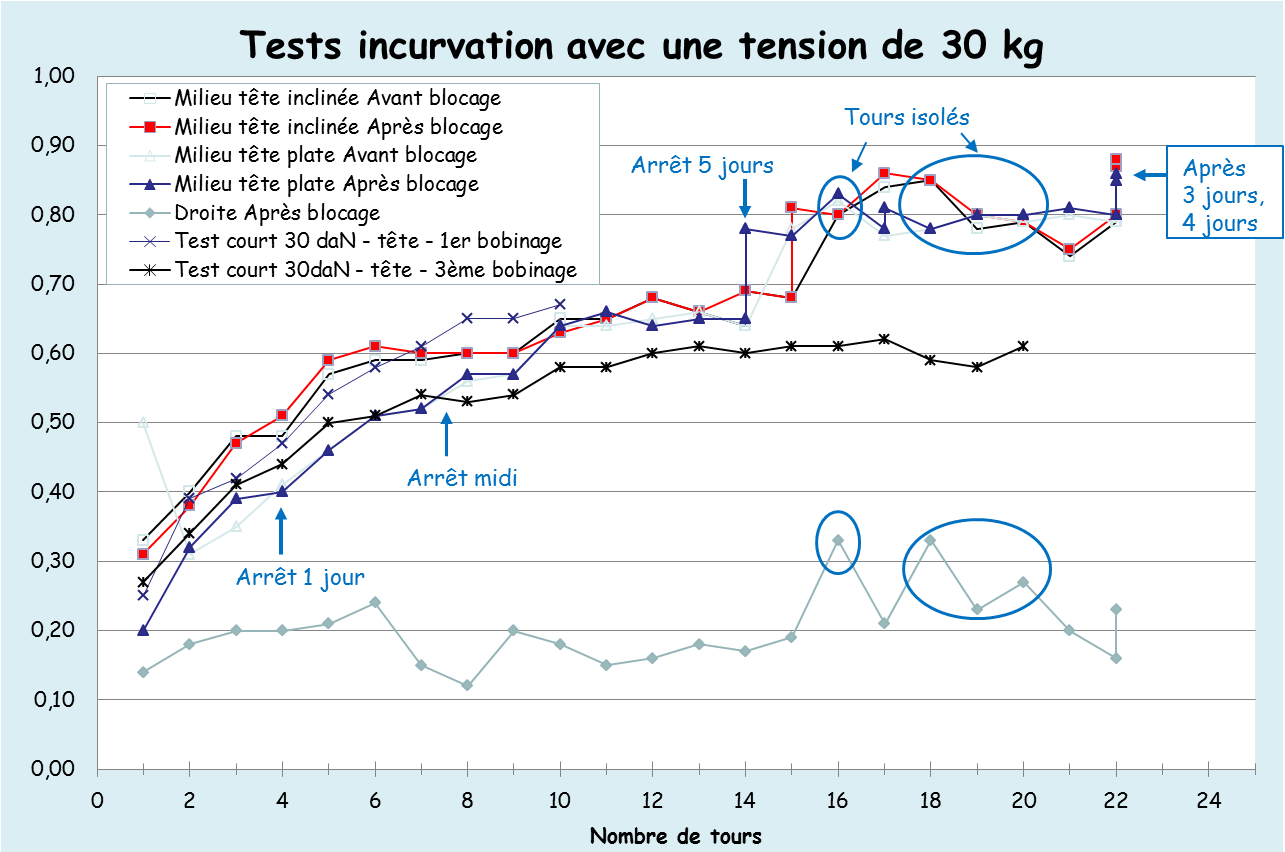 Tests incurvation avec une tension de 30 kg
1,00
0,90
0,80
0,70
0,60
0,50
0,40
0,30
0,20
0,10
0,00
Milieu tête inclinée Avant blocage
Milieu tête inclinée Après blocage
Milieu tête plate Avant blocage
Milieu tête plate Après blocage
Droite Après blocage
Test court 30 daN - tête - 1er bobinage
Test court 30daN - tête - 3ème bobinage
Tours isolés
Arrêt 5 jours
Après
3 jours,
4 jours
Arrêt midi
Arrêt 1 jour
0 2 4 6 8 10 12 14 16 18 20 22 24
Nombre de tours